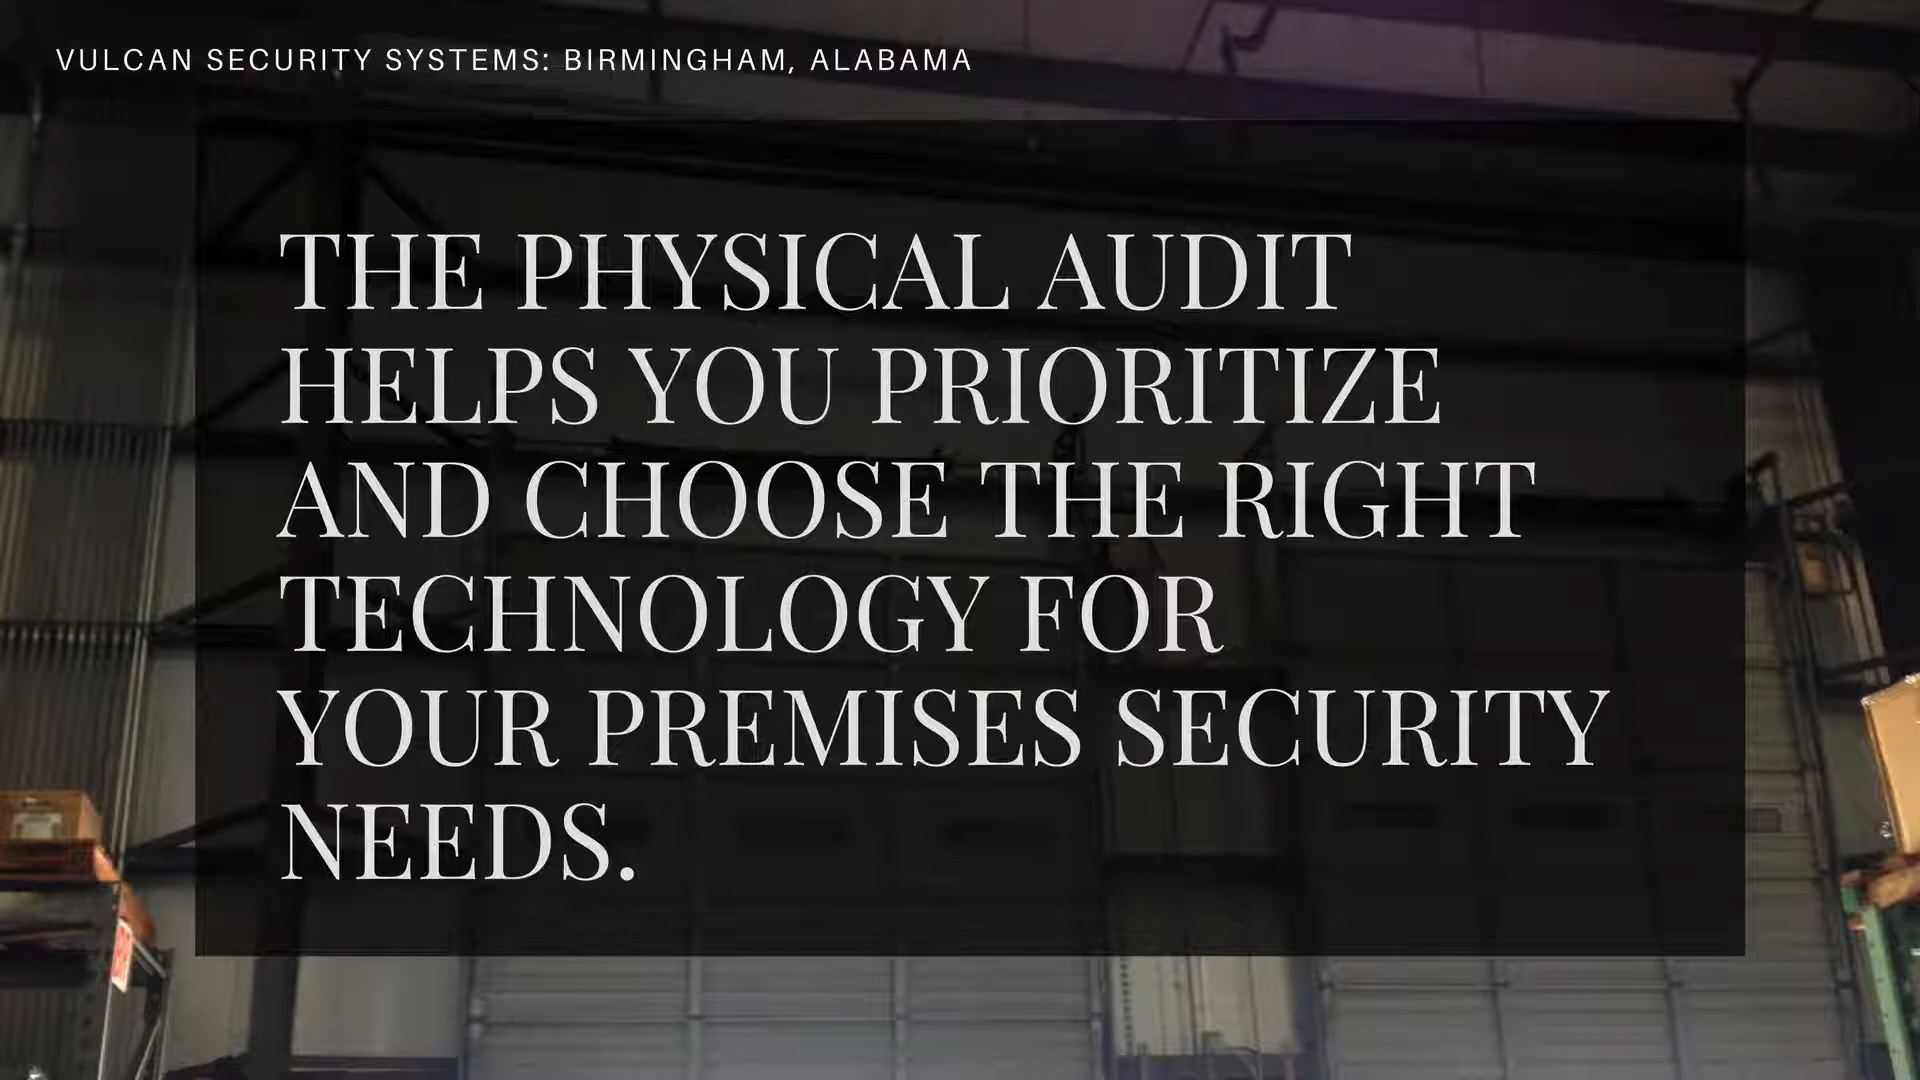 VULCAN SECURITY SYSTEMS: BIRMINGHAM, ALABAMA
THE PHYSICAL AUDIT
HELPS YOU PRIORITIZE
AND CHOOSE THE RIGHT
TECHNOLOGY FOR
YOUR PREMISES SECURITY
NEEDS.